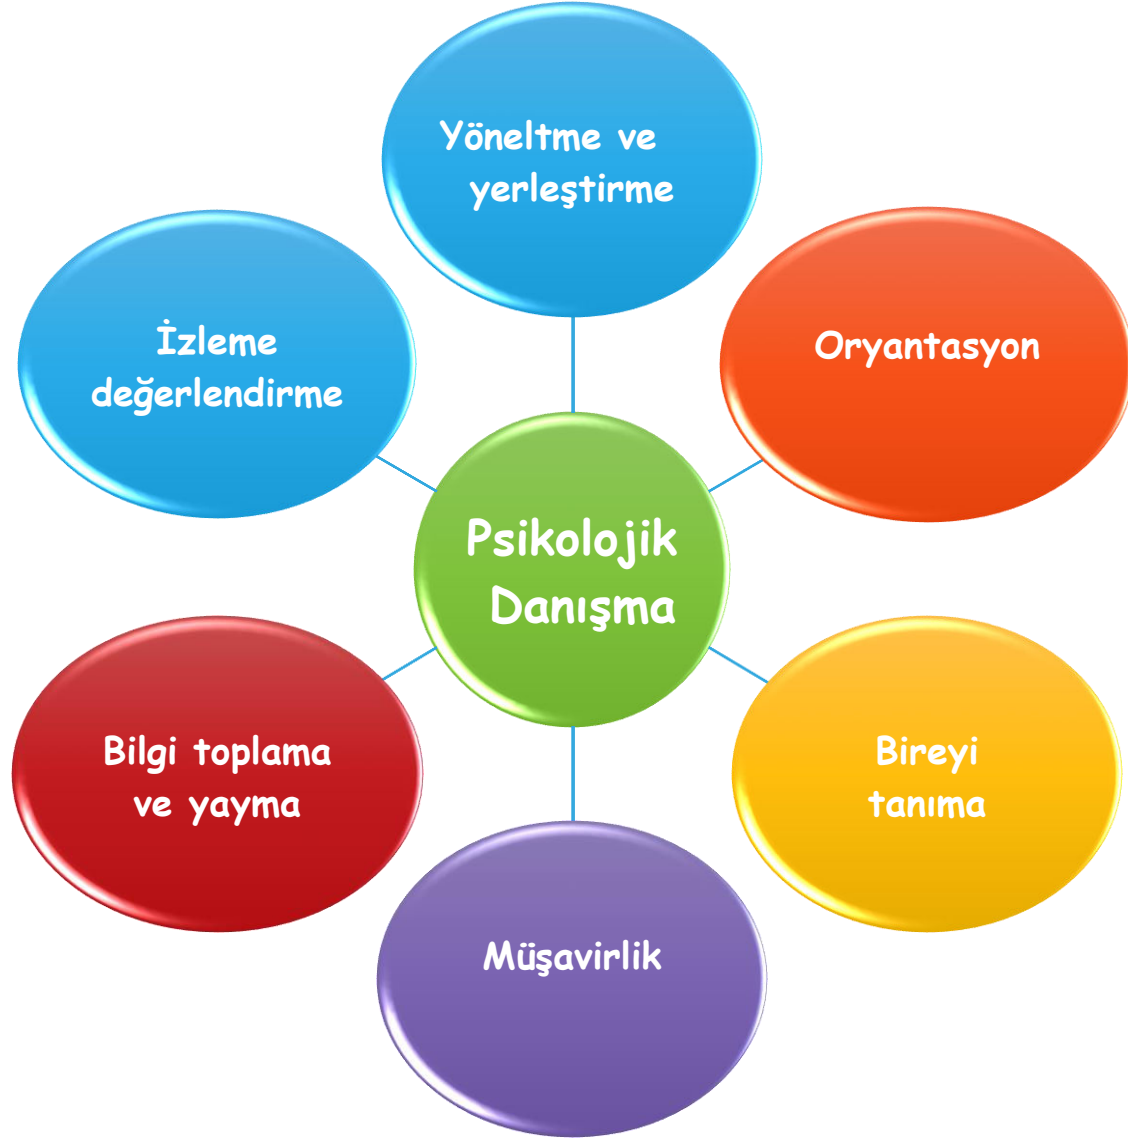 Yöneltme ve
yerleştirme
Oryantasyon
İzleme
değerlendirme
Psikolojik
Danışma
Bilgi toplama
ve yayma
Bireyi
tanıma
Müşavirlik